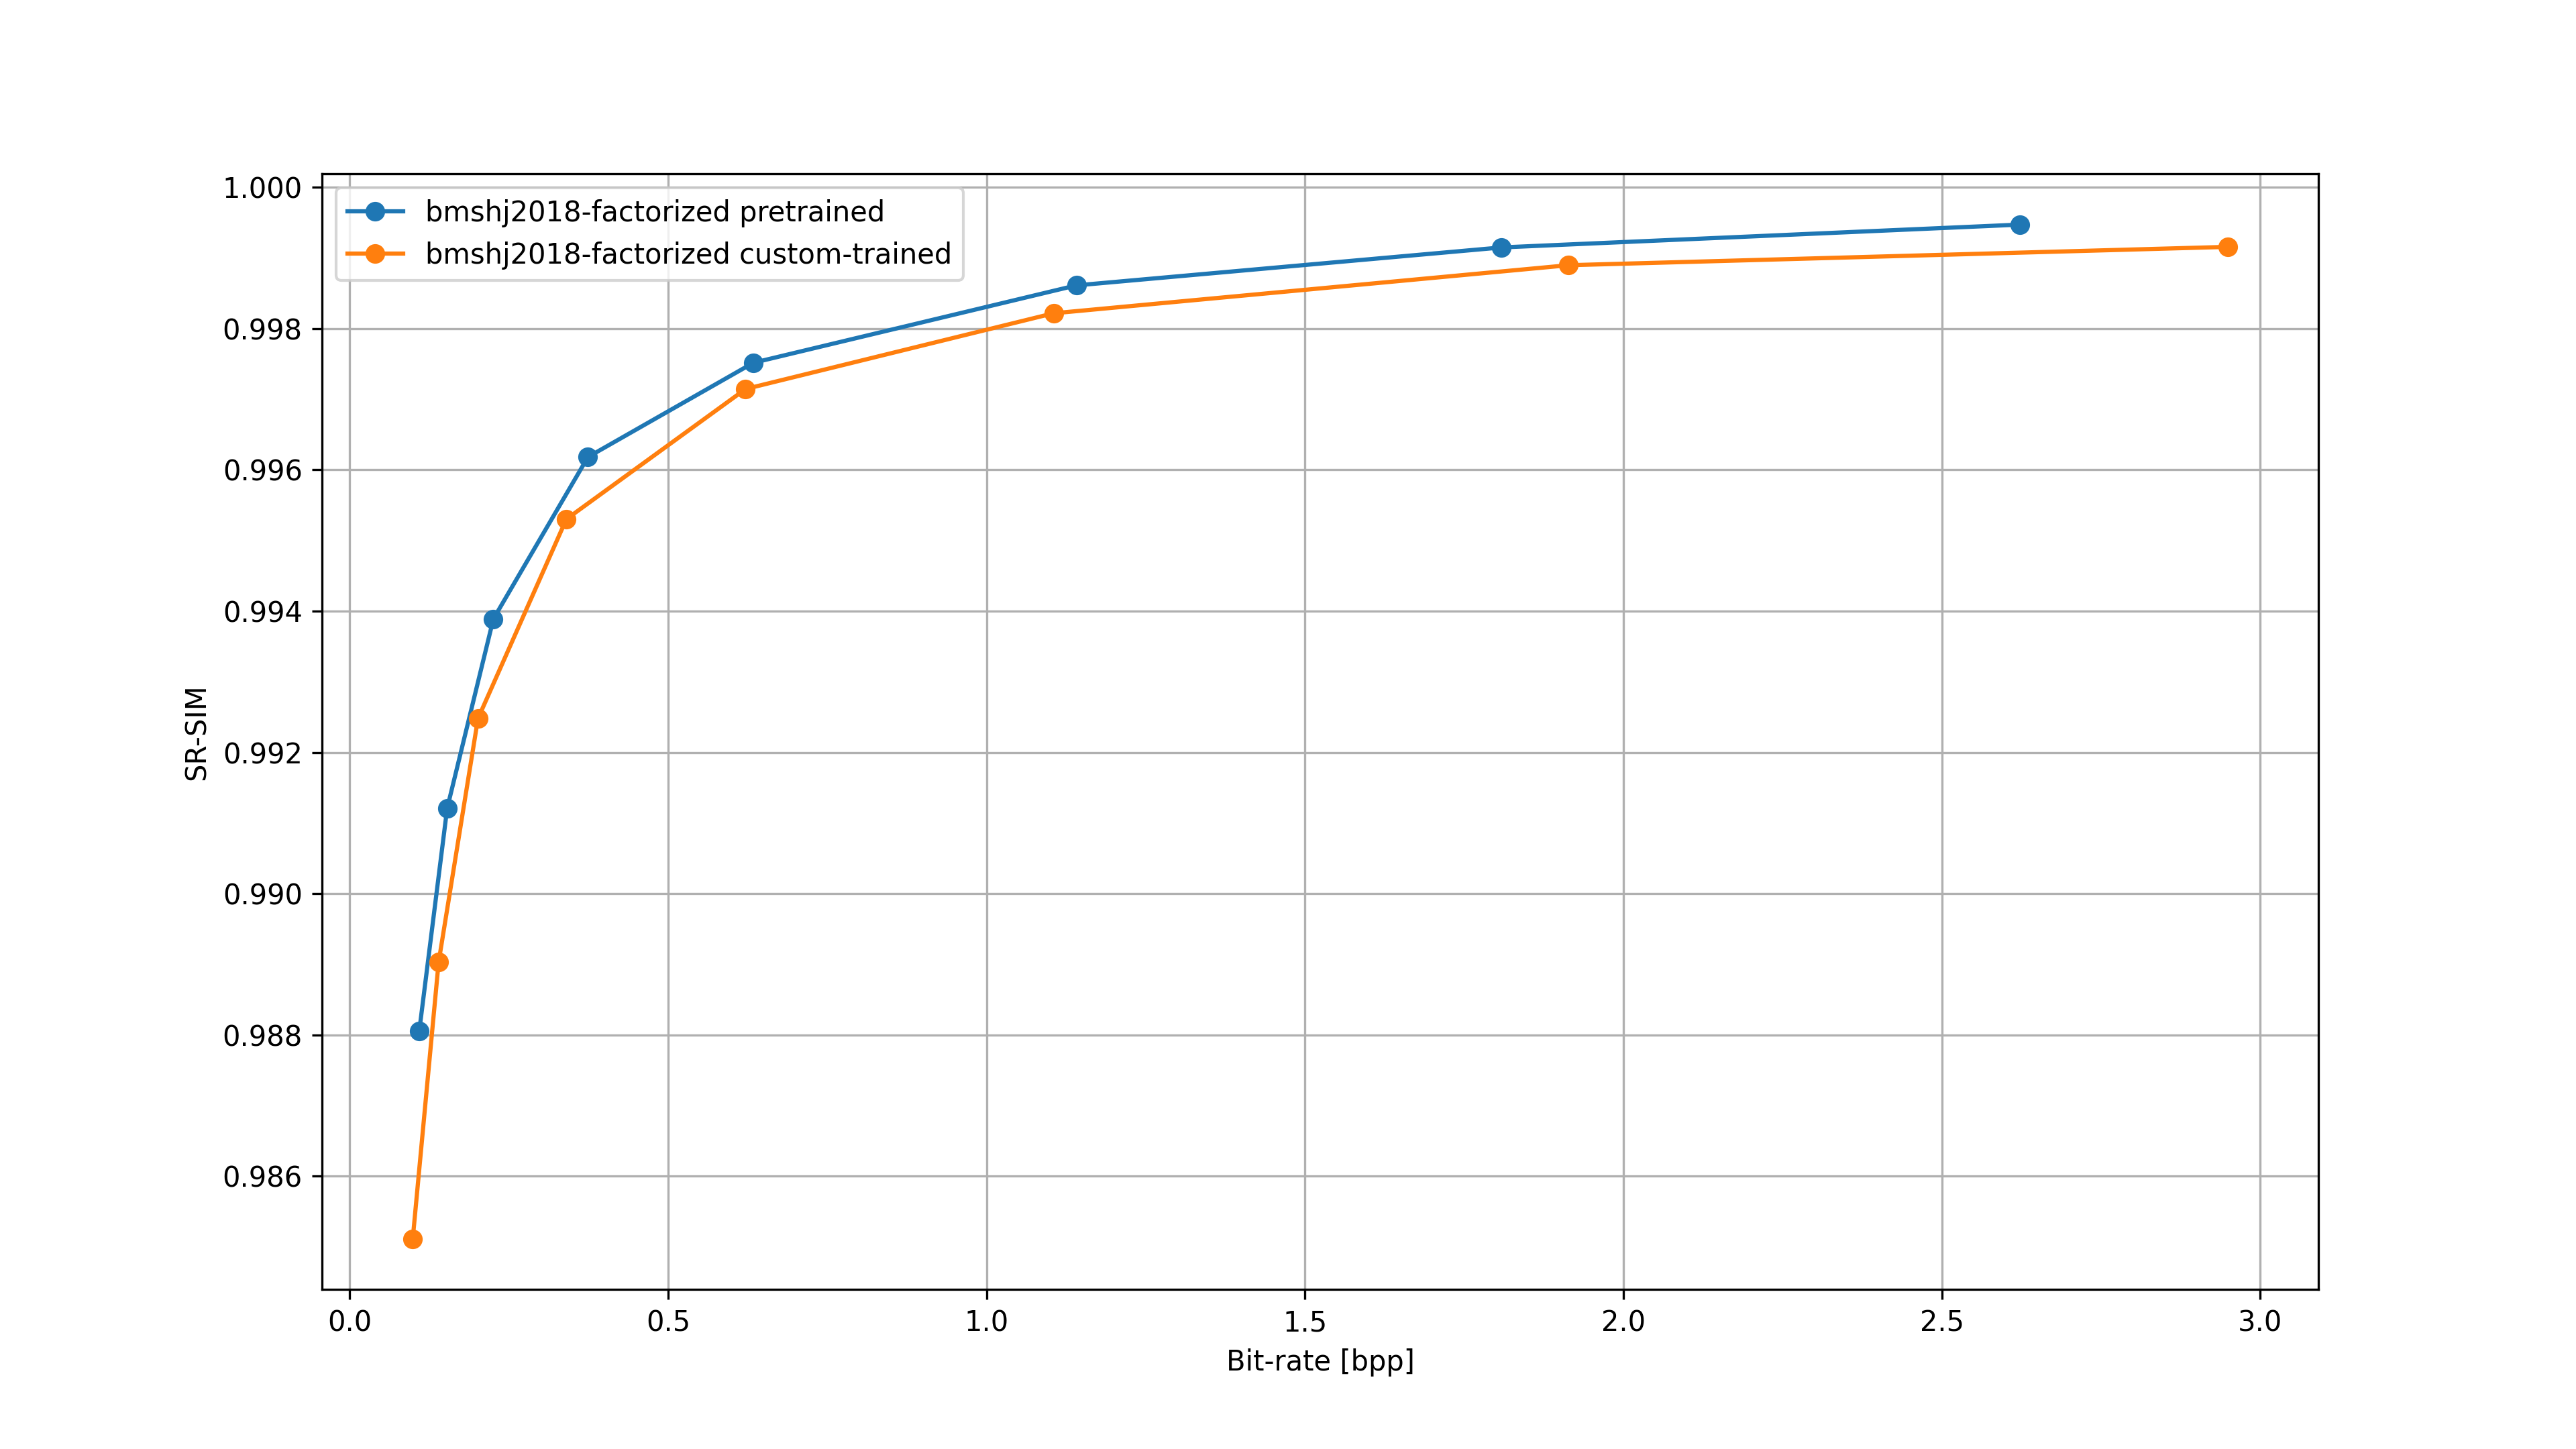 bmshj2018-factorized pretrained
bmshj2018-factorized custom-trained
1.000
0.998
0.996
0.994
0.992
0.990
0.988
0.986
SR-SIM
0.0 0.5 1.0 1.5 2.0 2.5 3.0
Bit-rate [bpp]